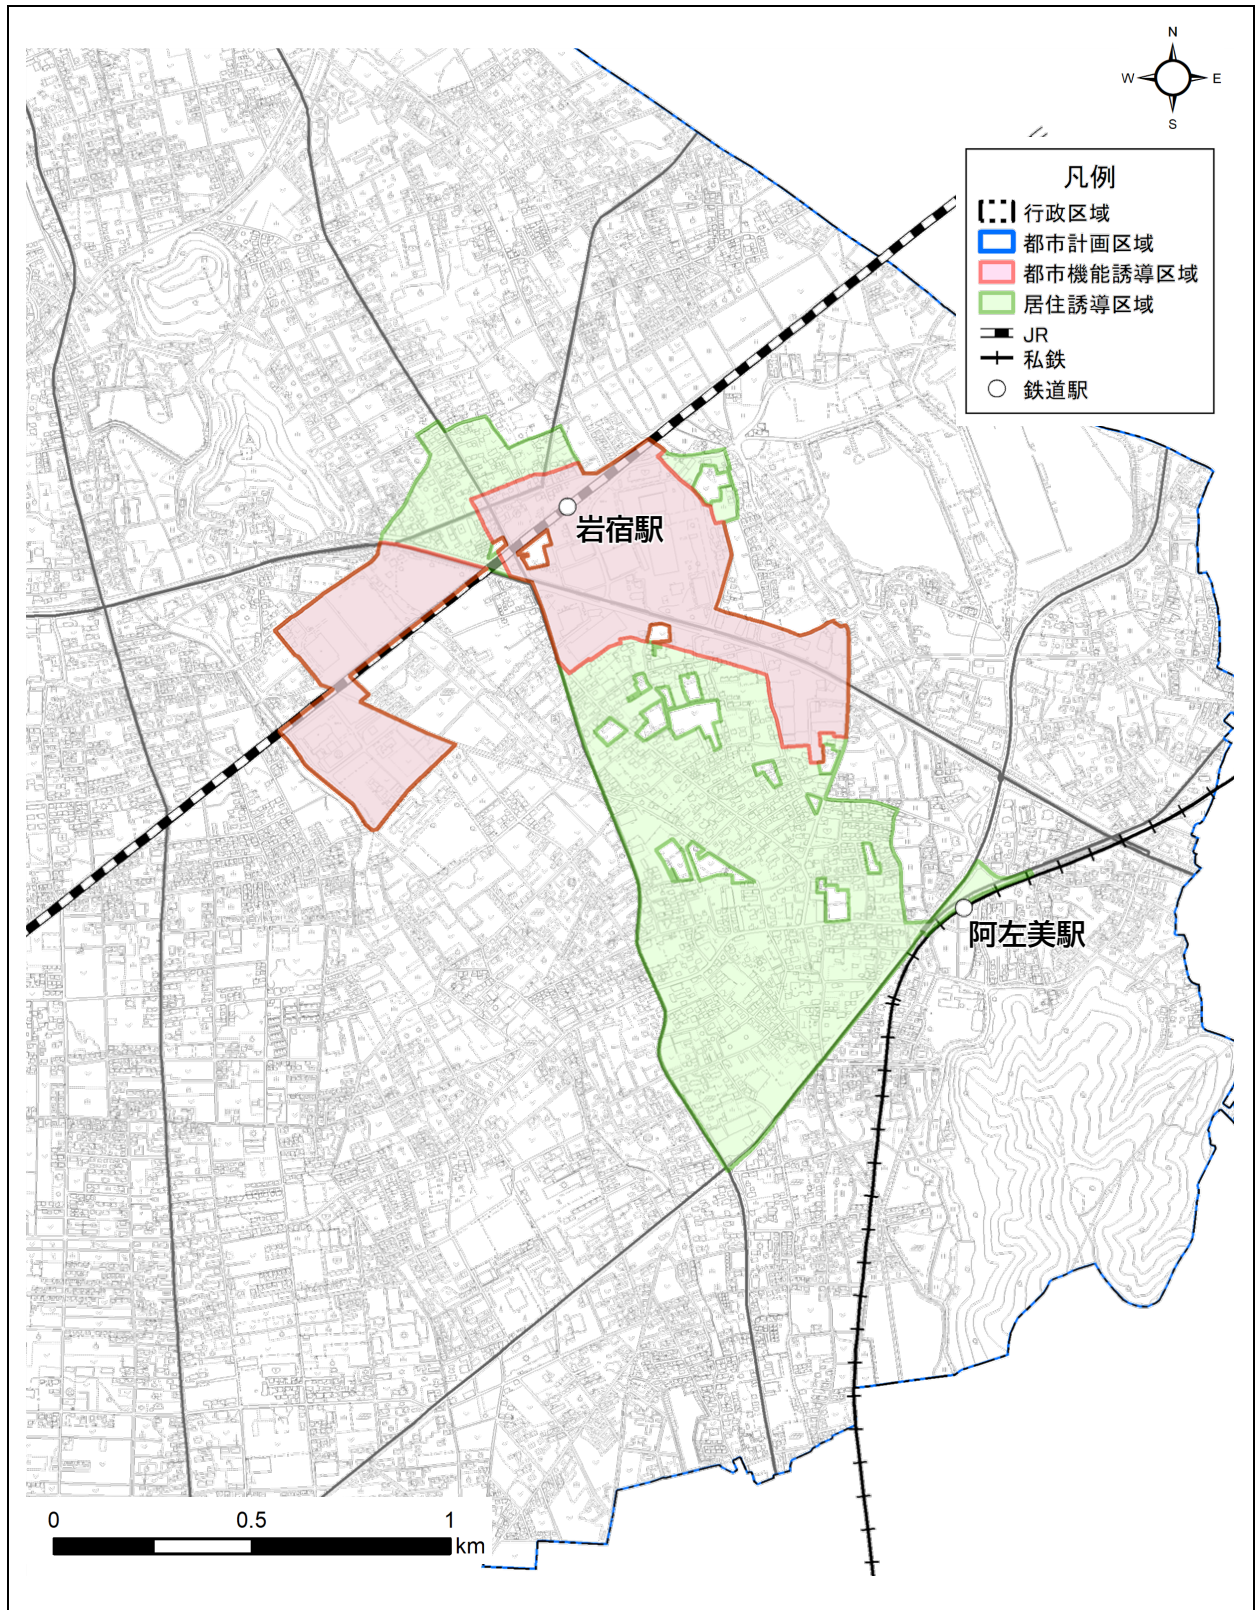 N
W E
S
凡例
行政区域
都市計画区域
都市機能誘導区域
居住誘導区域
JR
私鉄
鉄道駅
岩宿駅
阿左美駅
0 0.5 1
km